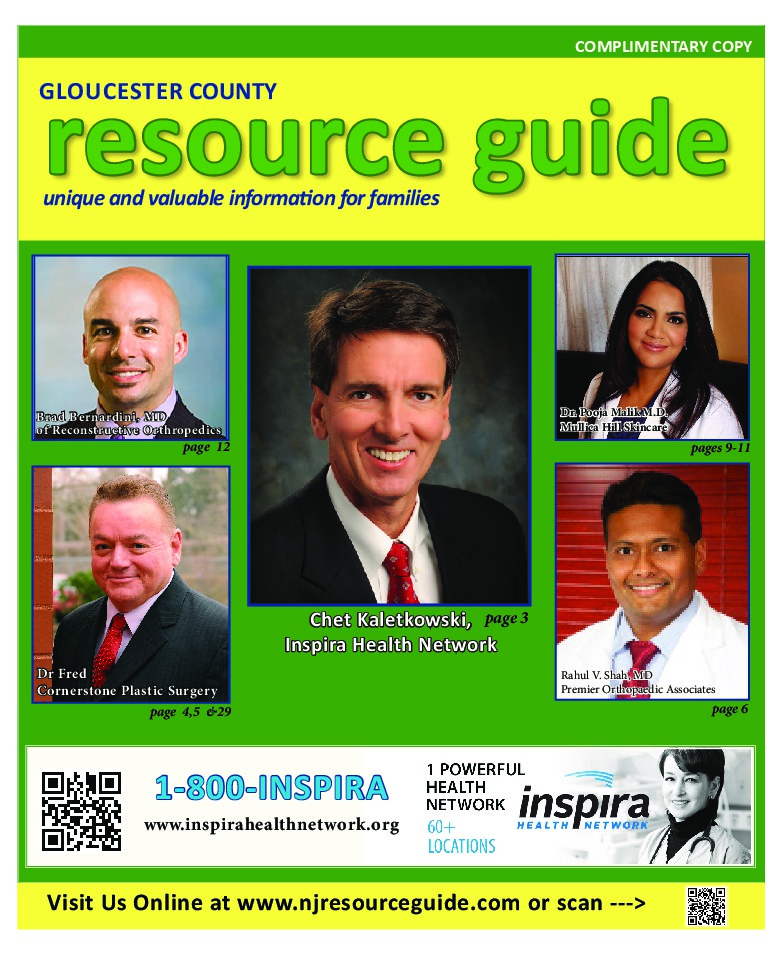 COMPLIMENTARY COPY
GLOUCESTER COUNTY
resource guide
unique and valuable information for families
Brad Bernardini, MD
of Reconstructive Orthropedics
page 12
Dr. Pooja Malik M.D.
Mullica Hill Skincare
pages 9-11
Chet Kaletkowski, page 3
Inspira Health Network
Dr Fred
Cornerstone Plastic Surgery
page 4,5 &29
Rahul V. Shah, MD
Premier Orthopaedic Associates
page 6
1-800-INSPIRA
www.inspirahealthnetwork.org
1 POWERFUL
HEALTH
NETWORK
60+
LOCATIONS
inspira
HEALTH NETWORK
Visit Us Online at www.njresourceguide.com or scan --->